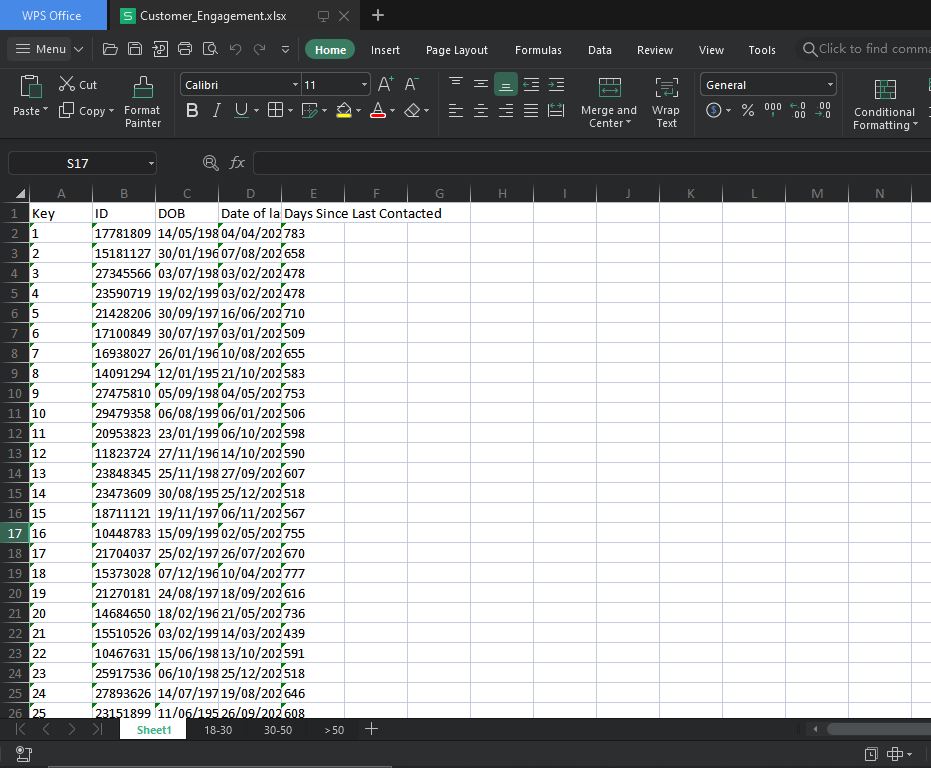 WPS Office Customer_Engagement.xlsx
Menu Home Insert Page Layout Formulas Data Review View Tools Click to find comma
Paste Cut Copy Format Painter Calibri 11 A+ A- B I U A Merge and Center Wrap Text General $ % 000 Conditional Formatting
S17 fx
A B C D E F G H I J K L M N
1 Key ID DOB Date of la Days Since Last Contacted
2 1 17781809 14/05/198 04/04/202 783
3 2 15181127 30/01/196 07/08/202 658
4 3 27345566 03/07/198 03/02/202 478
5 4 23590719 19/02/199 03/02/202 478
6 5 21428206 30/09/197 16/06/202 710
7 6 17100849 30/07/197 03/01/202 509
8 7 16938027 26/01/196 10/08/202 655
9 8 14091294 12/01/195 21/10/202 583
10 9 27475810 05/09/198 04/05/202 753
11 10 29479358 06/08/199 06/01/202 506
12 11 20953823 23/01/199 06/10/202 598
13 12 11823724 27/11/196 14/10/202 590
14 13 23848345 25/11/198 27/09/202 607
15 14 23473609 30/08/195 25/12/202 518
16 15 18711121 19/11/197 06/11/202 567
17 16 10448783 15/09/199 02/05/202 755
18 17 21704037 25/02/197 26/07/202 670
19 18 15373028 07/12/196 10/04/202 777
20 19 21270181 24/08/197 18/09/202 616
21 20 14684650 18/02/196 21/05/202 736
22 21 15510526 03/02/199 14/03/202 439
23 22 10467631 15/06/198 13/10/202 591
24 23 25917536 06/10/198 25/12/202 518
25 24 27893626 14/07/197 19/08/202 646
26 25 23151899 11/06/195 26/09/202 608
Sheet1 18-30 30-50 >50